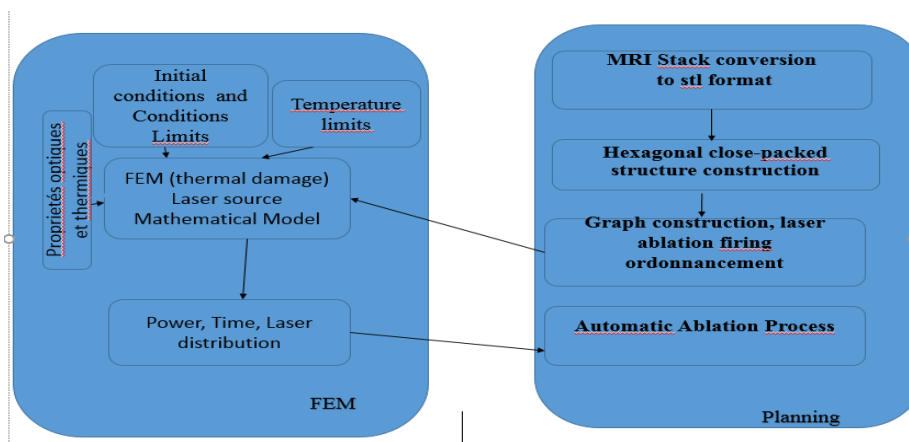 Initial
conditions and
Conditions
Limits
Temperature
limits
Propriétés optiques
et thermiques
FEM (thermal damage)
Laser source
Mathematical Model
Power, Time, Laser
distribution
FEM
MRI Stack conversion
to stl format
Hexagonal close-packed
structure construction
Graph construction, laser
ablation firing
ordonnancement
Automatic Ablation Process
Planning